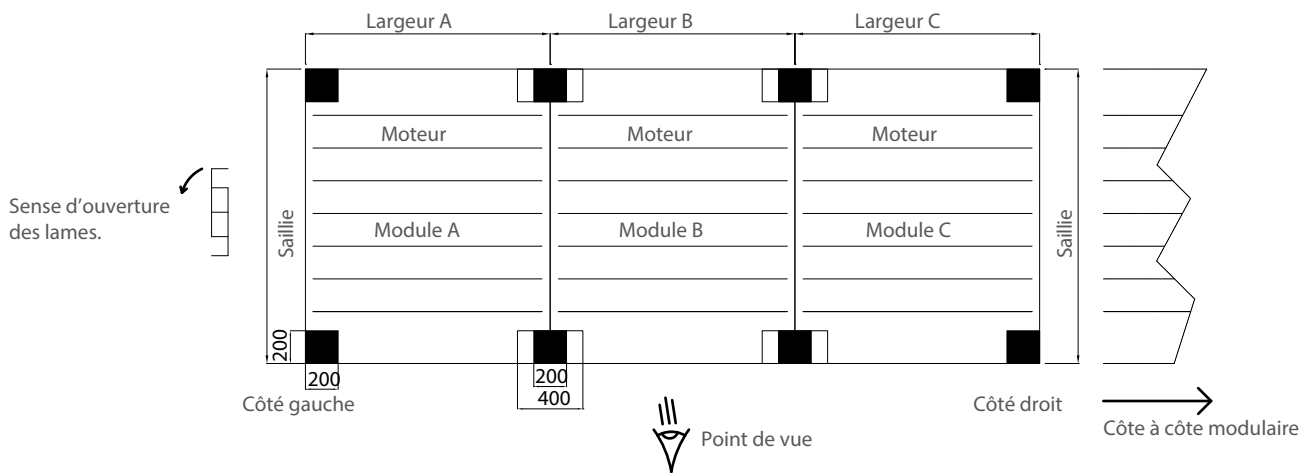 Largeur A
Largeur B
Largeur C
Moteur
Moteur
Moteur
Sense d’ouverture
des lames.
Saillie
Module A
Module B
Module C
Saillie
200
200
200
400
Côté gauche
Côté droit
Point de vue
Côte à côte modulaire